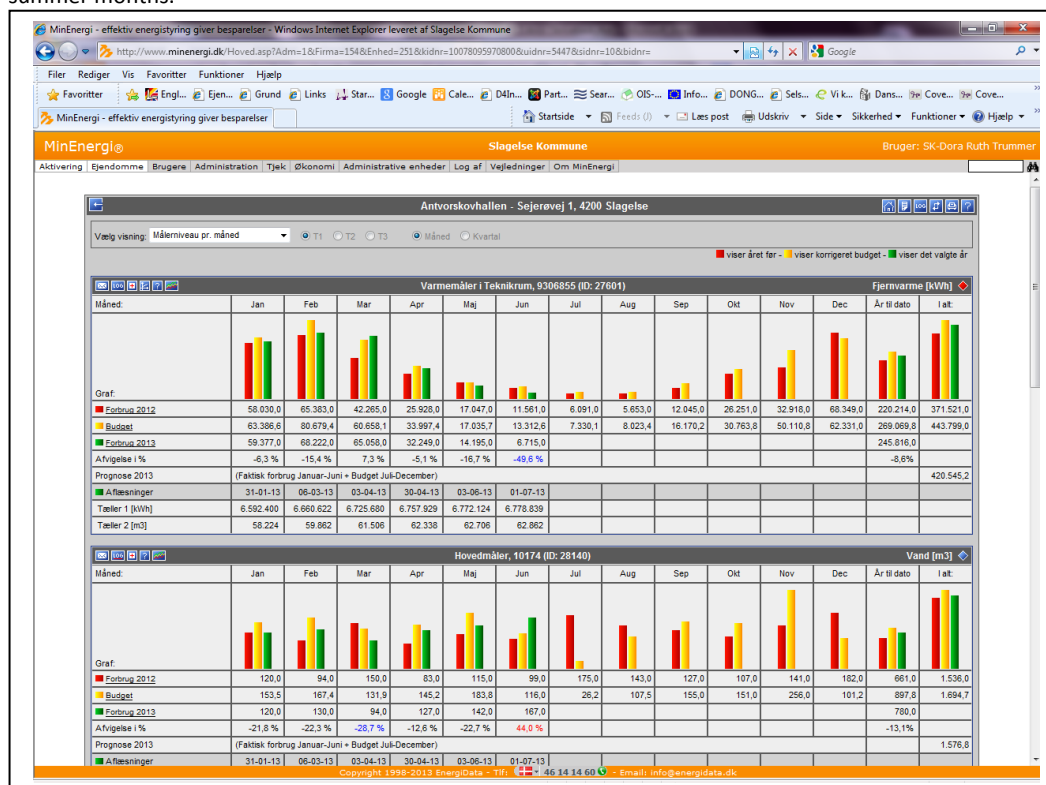 summer months.
MinEnergi - effektiv energistyring giver besparelser - Windows Internet Explorer leveret af Slagelse Kommune
http://www.minenergi.dk/Hoved.asp?Adm=1&Firma=154&Enhed=251&kidnr=10078095970800&uidnr=5447&sidnr=10&bidnr=
Google
Filer Rediger Vis Favoritter Funktioner Hjælp
Favoritter Engl... Ejen... Grund Links Star... Google Cale... D4In... Part... Sear... OIS-... Info... DONG... Sels... Vi k... Dans... Cove... Cove...
MinEnergi - effektiv energistyring giver besparelser Startside Feeds (J) Læs post Udskriv Side Sikkerhed Funktioner Hjælp
MinEnergi® Slagelse Kommune Bruger: SK-Dora Ruth Trummer
Aktivering Ejendomme Brugere Administration Tjek Økonomi Administrative enheder Log af Vejledninger Om MinEnergi
Antvorskovhallen - Sejerøvej 1, 4200 Slagelse
Vælg visning: Målerniveau pr. måned T1 T2 T3 Måned Kvartal
viser året før - viser korrigeret budget - viser det valgte år
Varmemåler i Teknikrum, 9306855 (ID: 27601) Fjernvarme [kWh]
Måned: Jan Feb Mar Apr Maj Jun Jul Aug Sep Okt Nov Dec År til dato I alt:
Graf:
Forbrug 2012 58.030,0 65.383,0 42.265,0 25.928,0 17.047,0 11.561,0 6.091,0 5.653,0 12.045,0 26.251,0 32.918,0 68.349,0 220.214,0 371.521,0
Budget 63.386,6 80.679,4 60.658,1 33.997,4 17.035,7 13.312,6 7.330,1 8.023,4 16.170,2 30.763,8 50.110,8 62.331,0 269.069,8 443.799,0
Forbrug 2013 59.377,0 68.222,0 65.058,0 32.249,0 14.195,0 6.715,0 245.816,0
Afvigelse i % -6,3 % -15,4 % 7,3 % -5,1 % -16,7 % -49,6 % -8,6%
Prognose 2013 (Faktisk forbrug Januar-Juni + Budget Juli-December) 420.545,2
Aflæsninger 31-01-13 06-03-13 03-04-13 30-04-13 03-06-13 01-07-13
Tæller 1 [kWh] 6.592.400 6.660.622 6.725.680 6.757.929 6.772.124 6.778.839
Tæller 2 [m3] 58.224 59.862 61.506 62.338 62.706 62.862
Hovedmåler, 10174 (ID: 28140) Vand [m3]
Måned: Jan Feb Mar Apr Maj Jun Jul Aug Sep Okt Nov Dec År til dato I alt:
Graf:
Forbrug 2012 120,0 94,0 150,0 83,0 115,0 99,0 175,0 143,0 127,0 107,0 141,0 182,0 661,0 1.536,0
Budget 153,5 167,4 131,9 145,2 183,8 116,0 26,2 107,5 155,0 151,0 256,0 101,2 897,8 1.694,7
Forbrug 2013 120,0 130,0 94,0 127,0 142,0 167,0 780,0
Afvigelse i % -21,8 % -22,3 % -28,7 % -12,6 % -22,7 % 44,0 % -13,1%
Prognose 2013 (Faktisk forbrug Januar-Juni + Budget Juli-December) 1.576,8
Aflæsninger 31-01-13 06-03-13 03-04-13 30-04-13 03-06-13 01-07-13
Copyright 1998-2013 EnergiData - Tlf: 46 14 14 60 - Email: info@energidata.dk